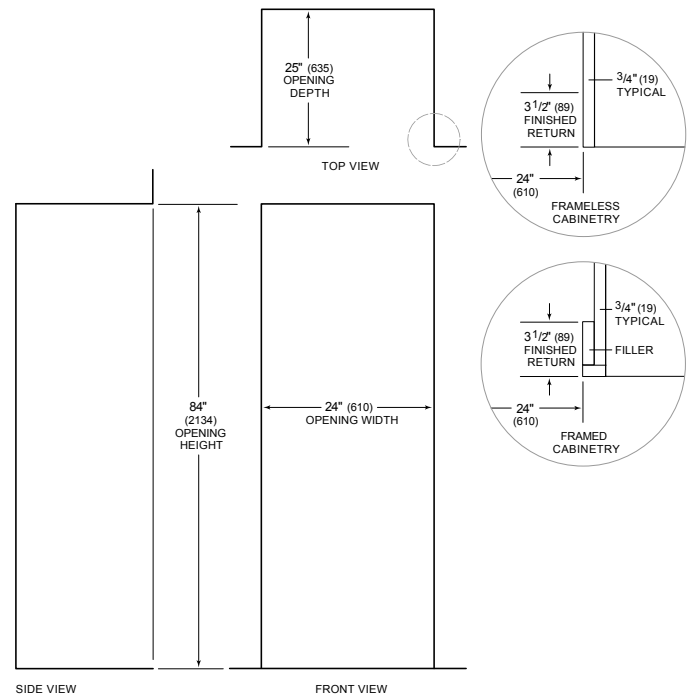 25" (635)
OPENING
DEPTH
TOP VIEW
3/4" (19)
TYPICAL
3 1/2" (89)
FINISHED
RETURN
24"
(610)
FRAMELESS
CABINETRY
3/4" (19)
TYPICAL
3 1/2" (89)
FINISHED
RETURN
FILLER
24"
(610)
FRAMED
CABINETRY
84"
(2134)
OPENING
HEIGHT
24" (610)
OPENING WIDTH
SIDE VIEW
FRONT VIEW